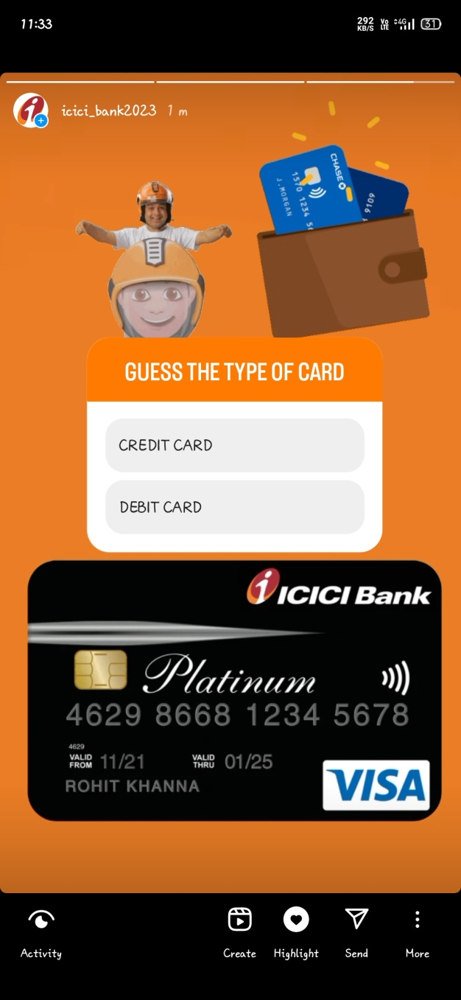 11:33
292 KB/S Vo LTE 4G 31
icici_bank2023 1 m
CHASE
1570 1234
J.MORGAN
9109
GUESS THE TYPE OF CARD
CREDIT CARD
DEBIT CARD
ICICI Bank
Platinum
4629 8668 1234 5678
4629
VALID FROM 11/21 VALID THRU 01/25
ROHIT KHANNA
VISA
Activity Create Highlight Send More